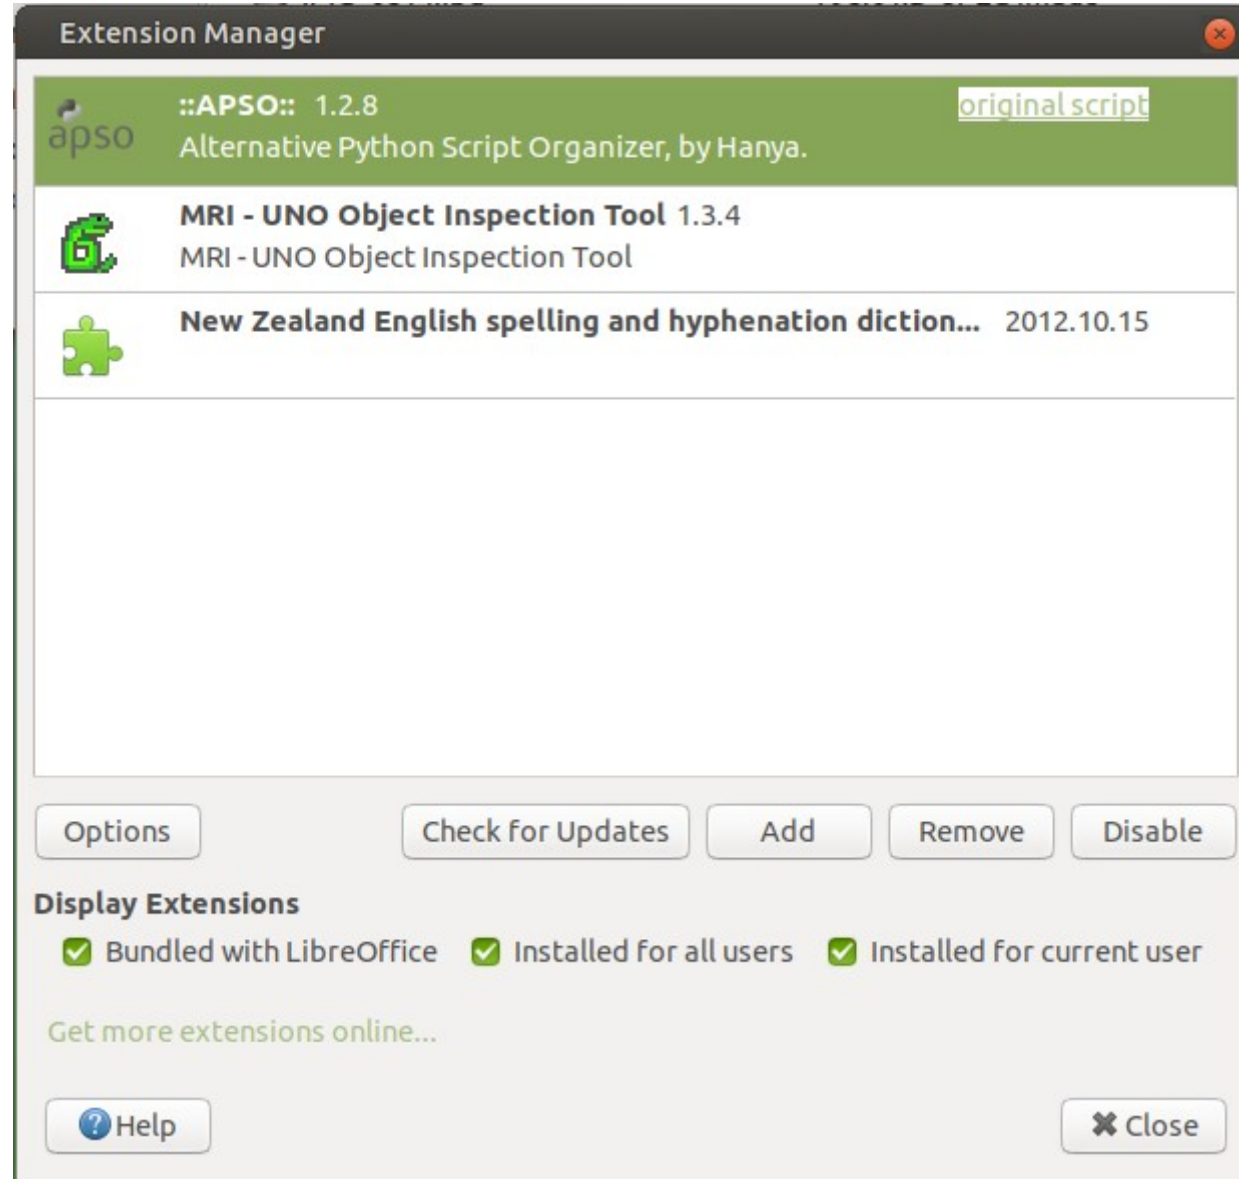 Extension Manager
::APSO:: 1.2.8 original script
apso
Alternative Python Script Organizer, by Hanya.
MRI - UNO Object Inspection Tool 1.3.4
MRI - UNO Object Inspection Tool
New Zealand English spelling and hyphenation diction... 2012.10.15
Options Check for Updates Add Remove Disable
Display Extensions
Bundled with LibreOffice Installed for all users Installed for current user
Get more extensions online...
Help Close